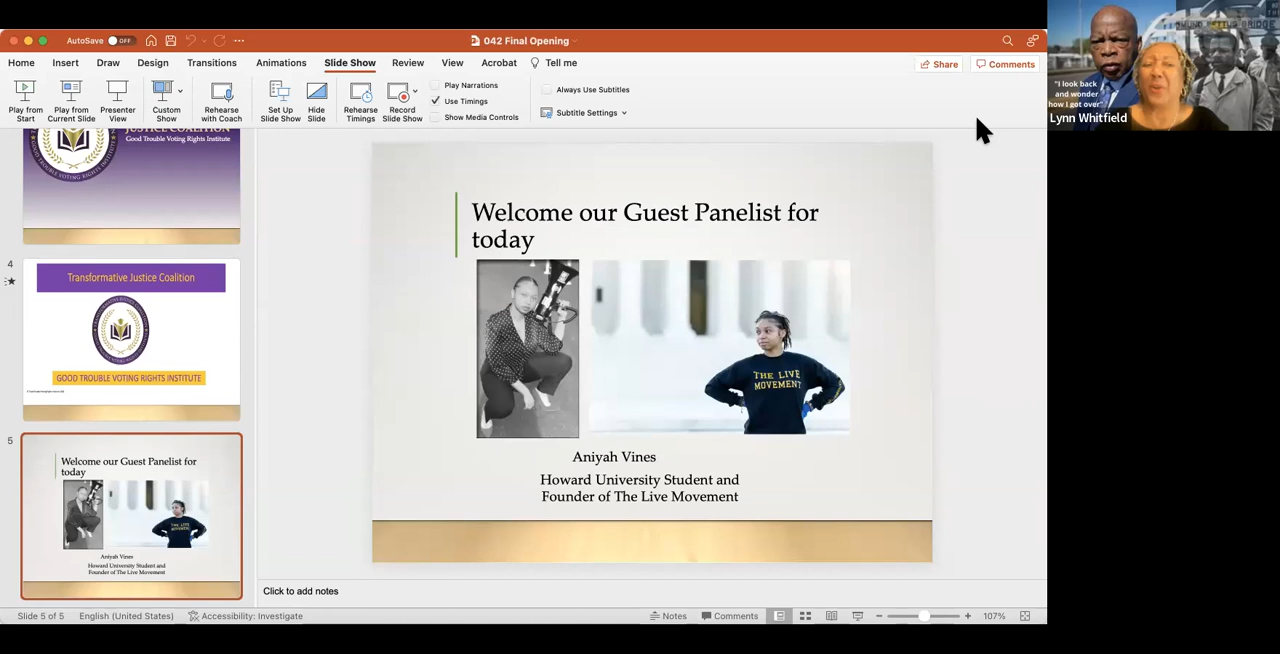 AutoSave OFF
042 Final Opening
Home Insert Draw Design Transitions Animations Slide Show Review View Acrobat Tell me
Share Comments
Play from Start
Play from Current Slide
Presenter View
Custom Show
Rehearse with Coach
Set Up Slide Show
Hide Slide
Rehearse Timings
Record Slide Show
Play Narrations
Use Timings
Show Media Controls
Always Use Subtitles
Subtitle Settings
"I look back
and wonder
how I got over"
Lynn Whitfield
JUSTICE COALITION
Good Trouble Voting Rights Institute
4
Transformative Justice Coalition
GOOD TROUBLE VOTING RIGHTS INSTITUTE
5
Welcome our Guest Panelist for
today
THE LIVE
MOVEMENT
Aniyah Vines
Howard University Student and
Founder of The Live Movement
Welcome our Guest Panelist for
today
THE LIVE
MOVEMENT
Aniyah Vines
Howard University Student and
Founder of The Live Movement
Click to add notes
Slide 5 of 5 English (United States) Accessibility: Investigate Notes Comments 107%